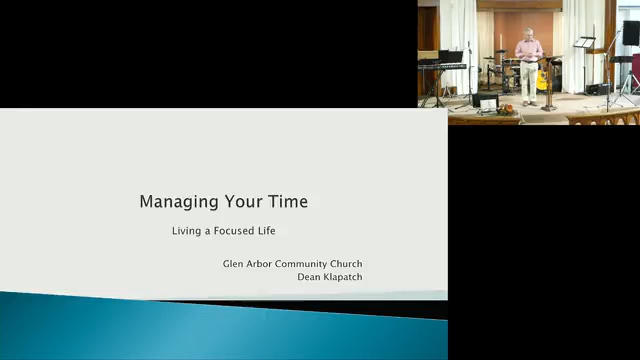 Managing Your Time
Living a Focused Life
Glen Arbor Community Church
Dean Klapatch